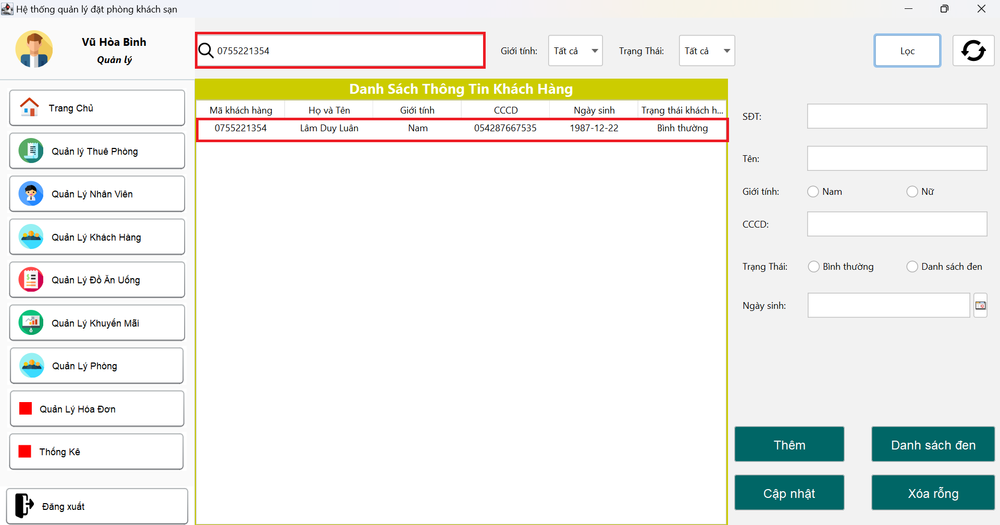 Hệ thống quản lý đặt phòng khách sạn
Vũ Hòa Bình
Quản lý
Trang Chủ
Quản lý Thuê Phòng
Quản Lý Nhân Viên
Quản Lý Khách Hàng
Quản Lý Đồ Ăn Uống
Quản Lý Khuyến Mãi
Quản Lý Phòng
Quản Lý Hóa Đơn
Thống Kê
Đăng xuất
0755221354 Giới tính: Tất cả Trạng Thái: Tất cả Lọc
Danh Sách Thông Tin Khách Hàng
Mã khách hàng Họ và Tên Giới tính CCCD Ngày sinh Trạng thái khách h...
0755221354 Lâm Duy Luân Nam 054287667535 1987-12-22 Bình thường
SĐT:
Tên:
Giới tính: Nam Nữ
CCCD:
Trạng Thái: Bình thường Danh sách đen
Ngày sinh:
Thêm Danh sách đen
Cập nhật Xóa rỗng